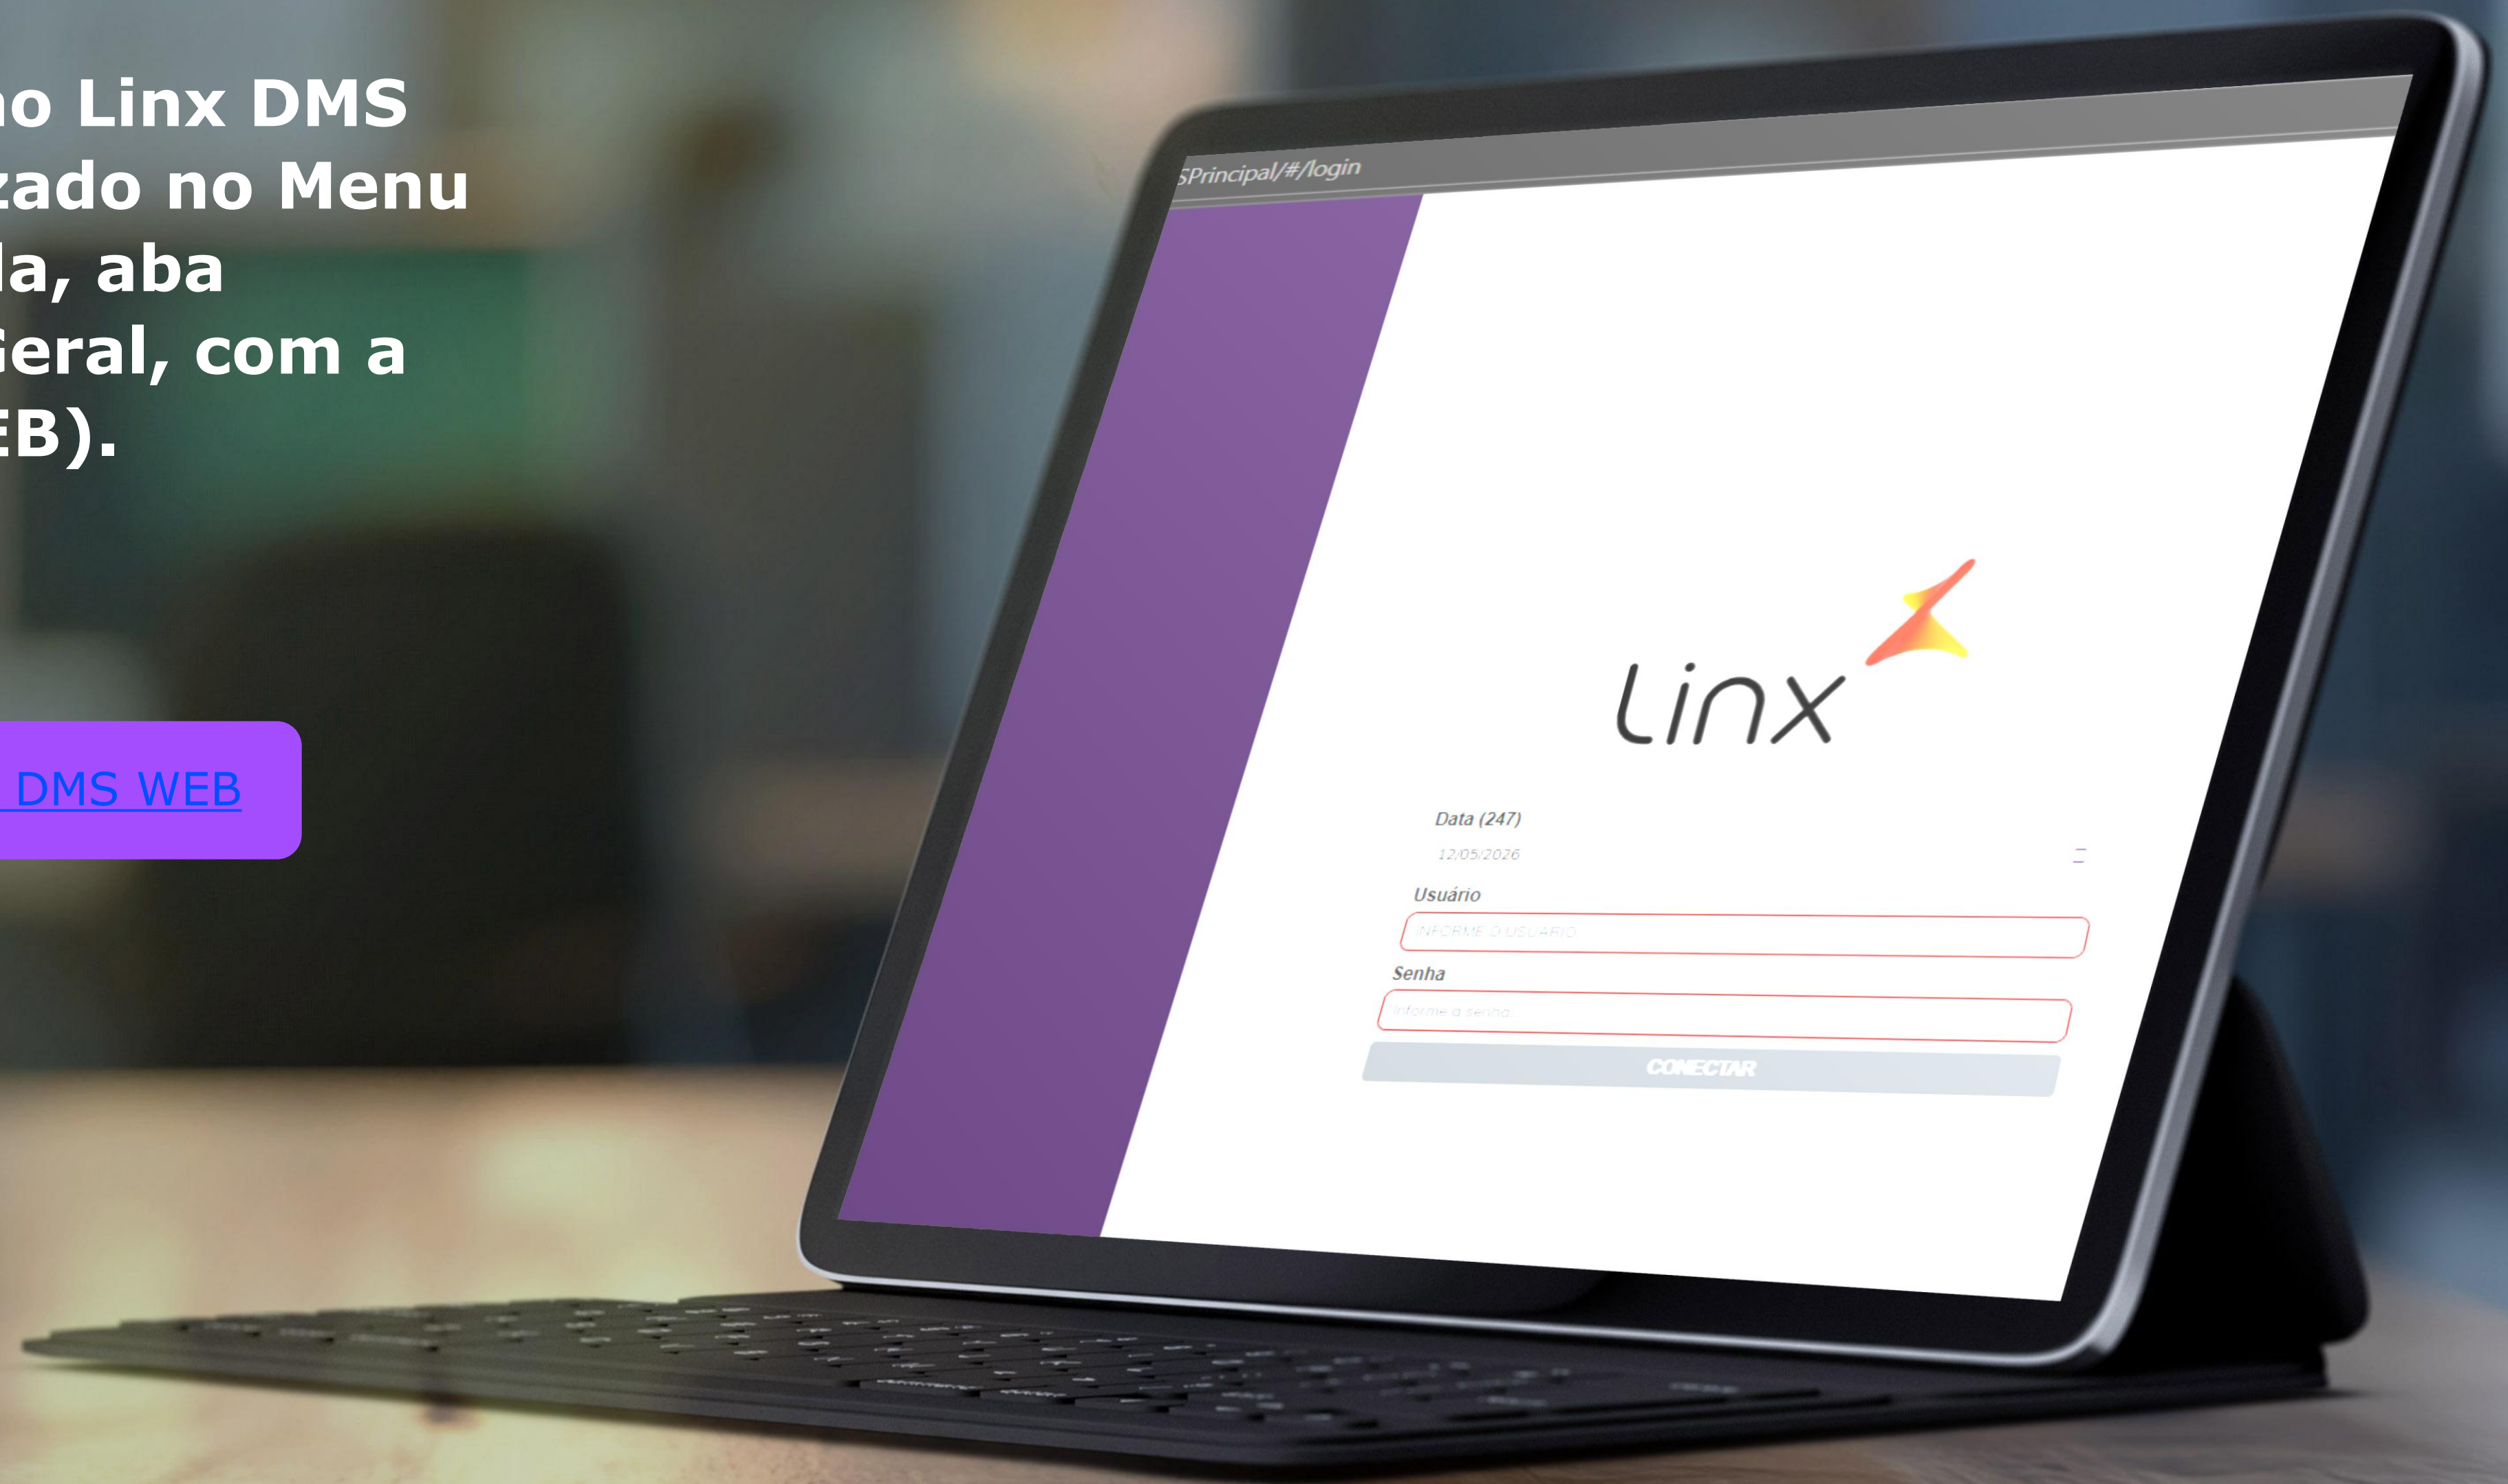 no Linx DMS
zado no Menu
la, aba
Geral, com a
EB).
DMS WEB
SPrincipal/#/login
Linx
Data (247)
12/05/2026
Usuário
INFORME O USUÁRIO
Senha
Informe a senha
CONECTAR